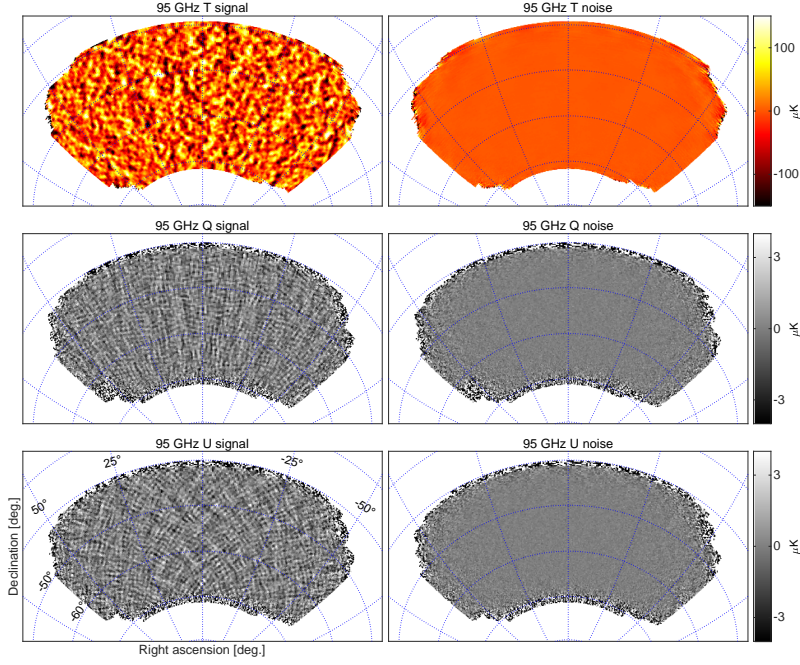 95 GHz T signal
95 GHz T noise
100
0
-100
μK
95 GHz Q signal
95 GHz Q noise
3
0
-3
μK
95 GHz U signal
95 GHz U noise
25°
-25°
50°
-50°
-50°
-60°
3
0
-3
μK
Declination [deg.]
Right ascension [deg.]